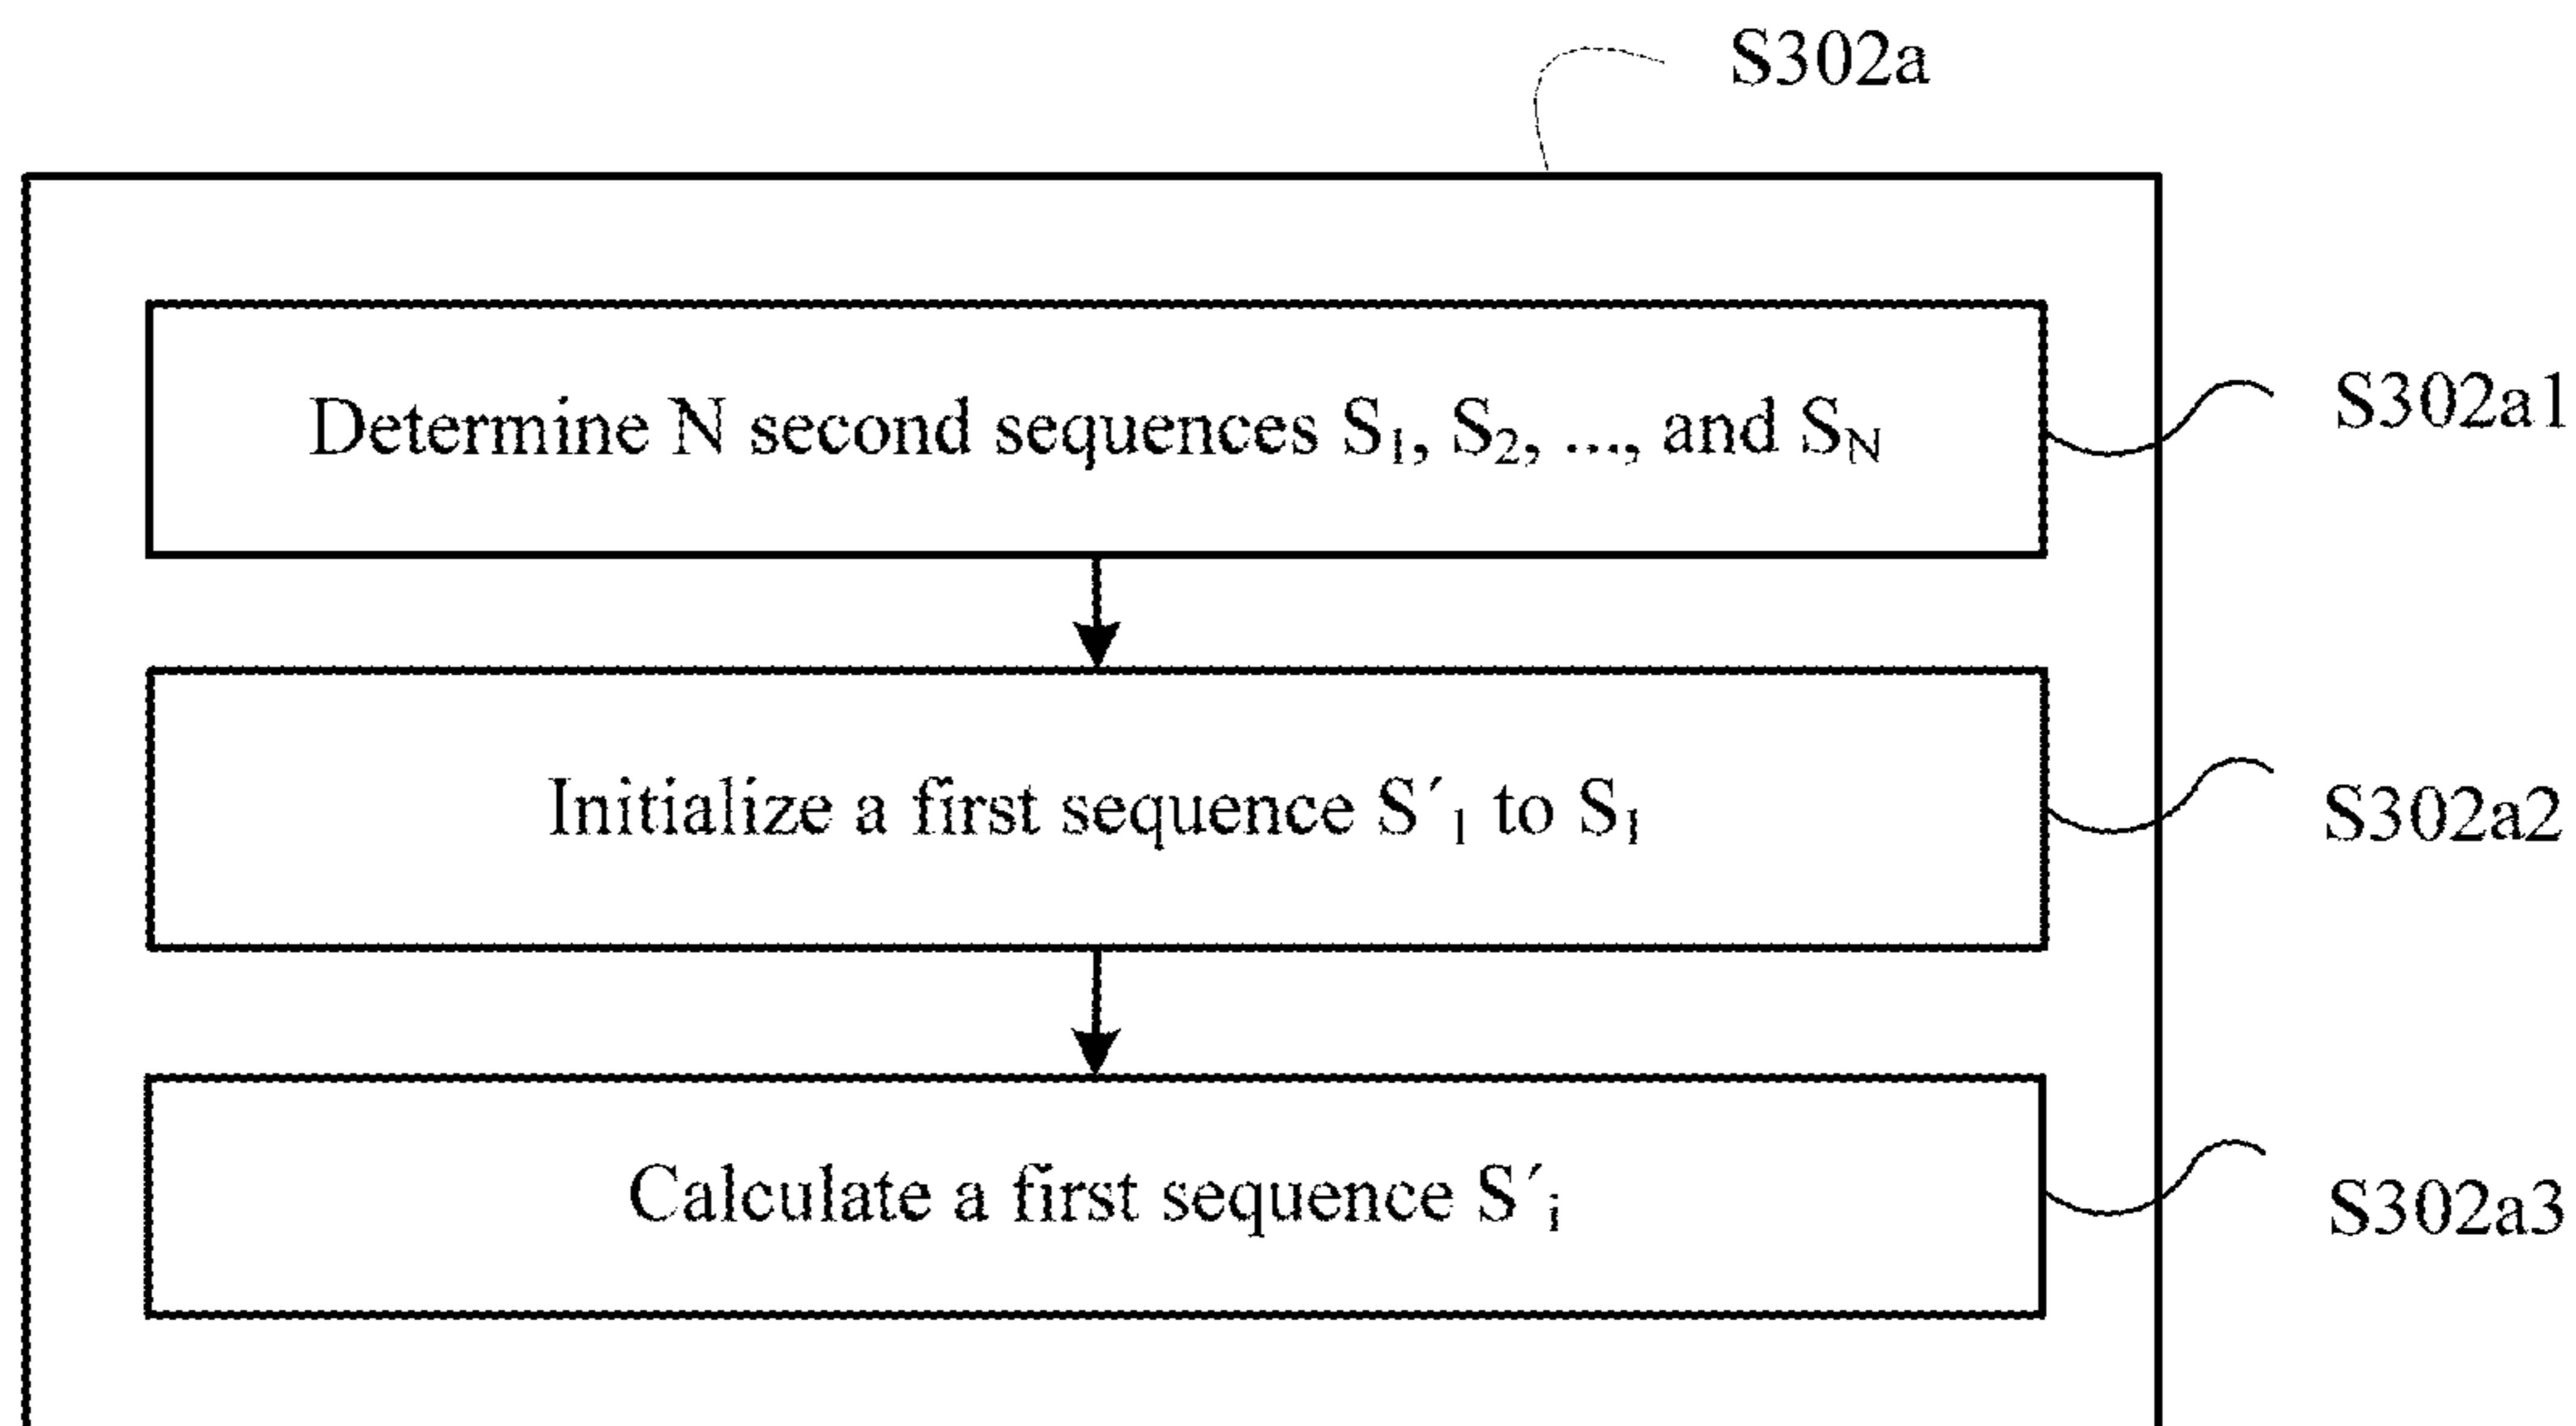 S302a
Determine N second sequences S₁, S₂, ..., and S_N
S302a1
Initialize a first sequence S´₁ to S₁
S302a2
Calculate a first sequence S´ᵢ
S302a3